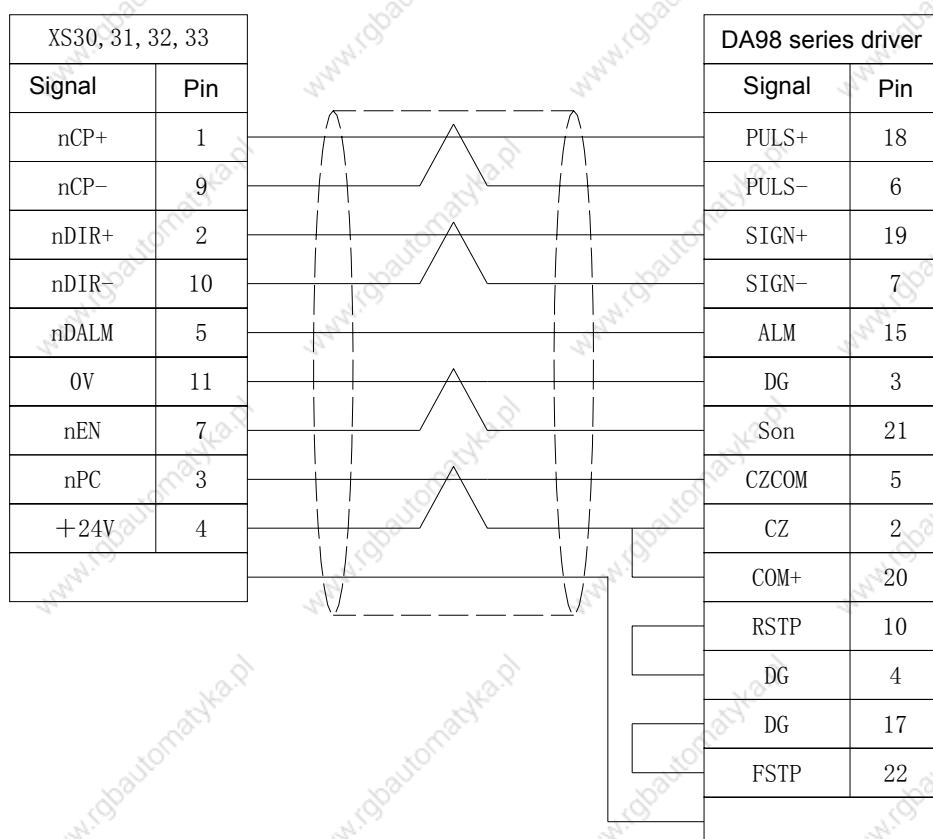 XS30,31,32,33
Signal Pin
nCP+ 1
nCP- 9
nDIR+ 2
nDIR- 10
nDALM 5
0V 11
nEN 7
nPC 3
+24V 4
DA98 series driver
Signal Pin
PULS+ 18
PULS- 6
SIGN+ 19
SIGN- 7
ALM 15
DG 3
Son 21
CZCOM 5
CZ 2
COM+ 20
RSTP 10
DG 4
DG 17
FSTP 22
www.rgbautomatyka.pl